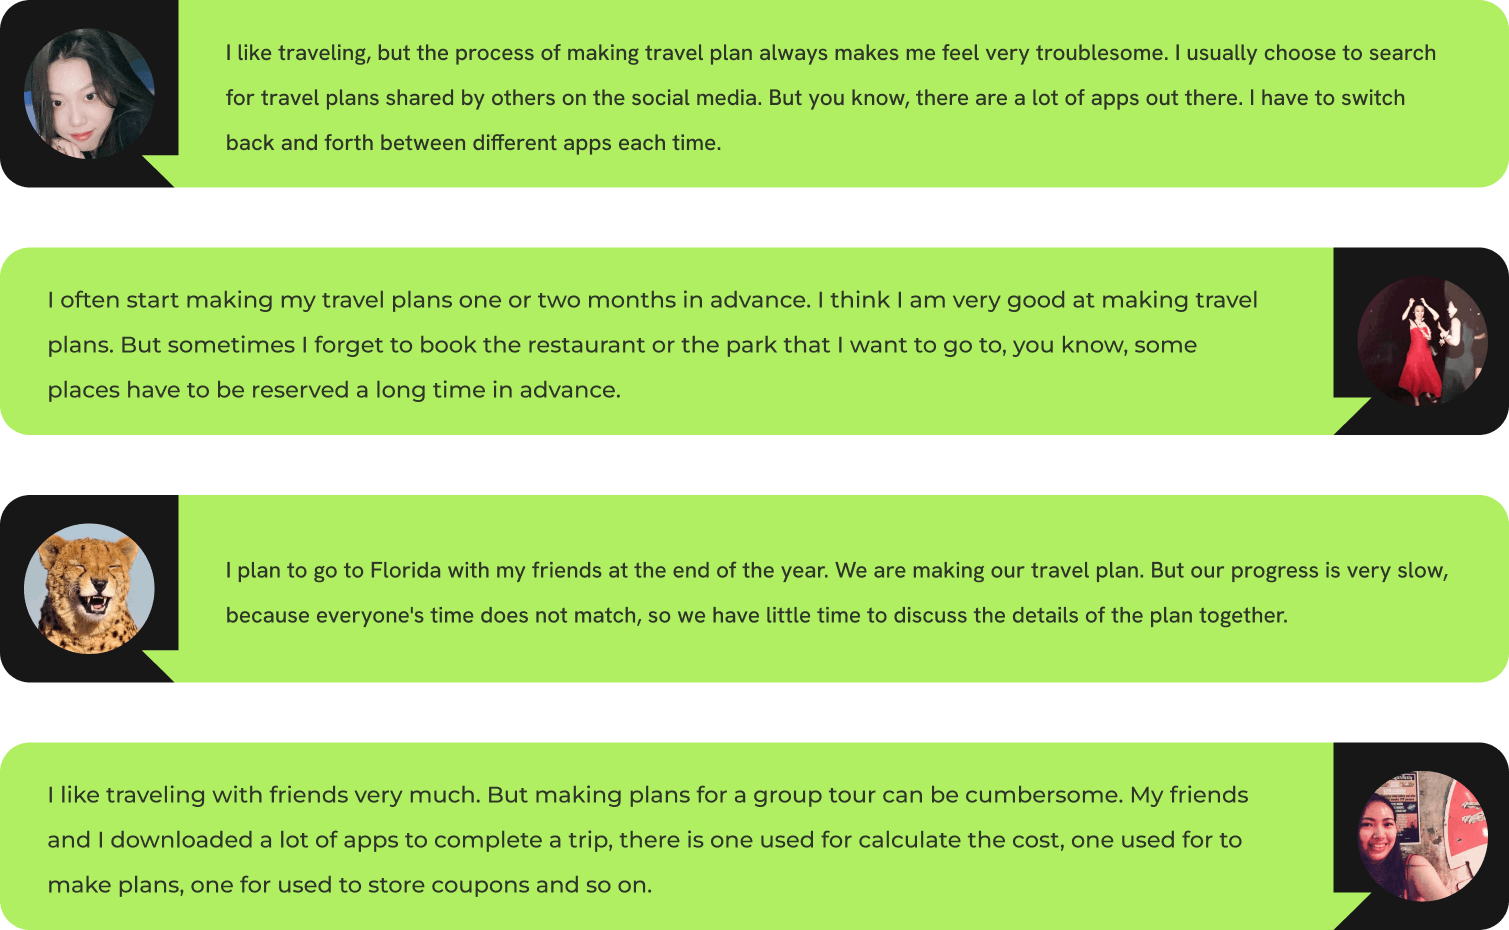 I like traveling, but the process of making travel plan always makes me feel very troublesome. I usually choose to search
for travel plans shared by others on the social media. But you know, there are a lot of apps out there. I have to switch
back and forth between different apps each time.
I often start making my travel plans one or two months in advance. I think I am very good at making travel
plans. But sometimes I forget to book the restaurant or the park that I want to go to, you know, some
places have to be reserved a long time in advance.
I plan to go to Florida with my friends at the end of the year. We are making our travel plan. But our progress is very slow,
because everyone's time does not match, so we have little time to discuss the details of the plan together.
I like traveling with friends very much. But making plans for a group tour can be cumbersome. My friends
and I downloaded a lot of apps to complete a trip, there is one used for calculate the cost, one used for to
make plans, one for used to store coupons and so on.